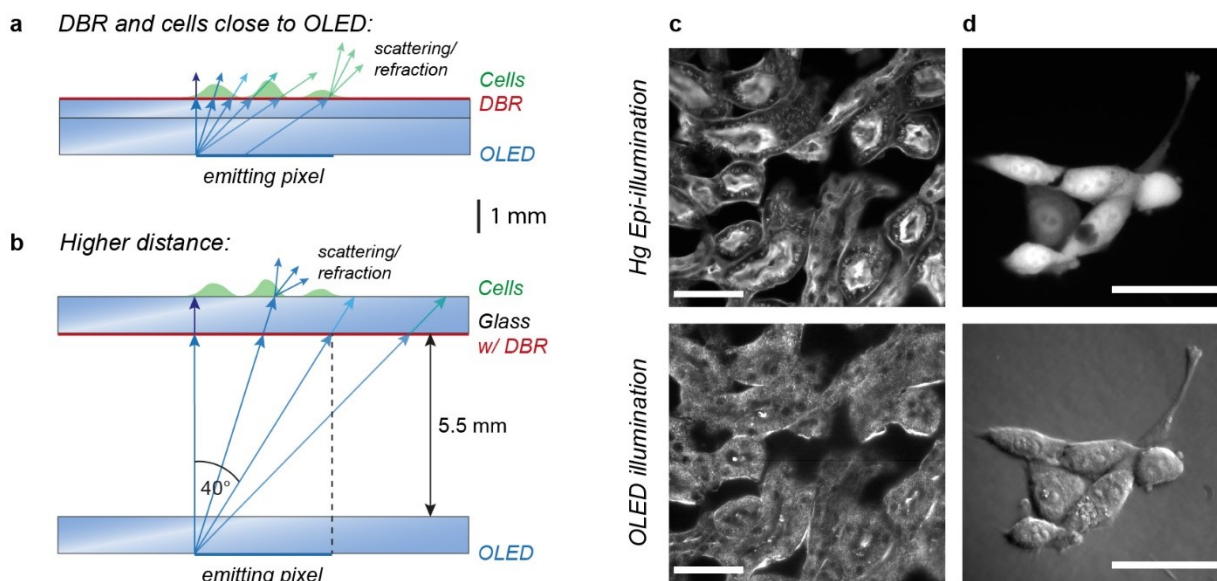 a DBR and cells close to OLED:
scattering/
refraction
Cells
DBR
OLED
emitting pixel
1 mm
b Higher distance:
scattering/
refraction
Cells
Glass
w/ DBR
5.5 mm
40°
OLED
emitting pixel
c
d
Hg Epi-illumination
OLED illumination